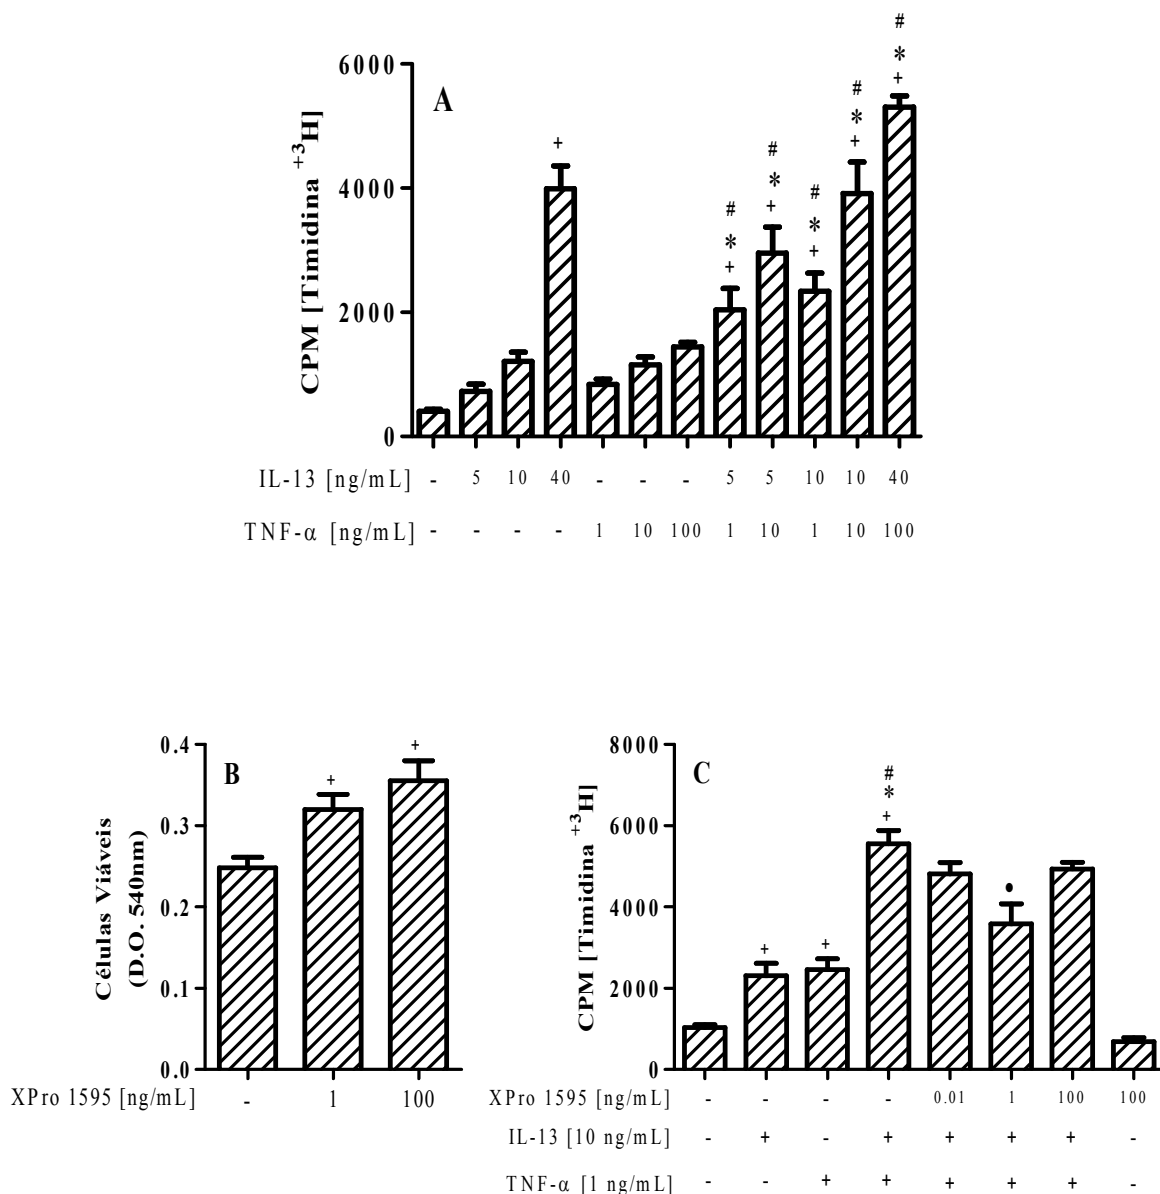 A
CPM [Timidina +3H]
6000
4000
2000
0
+
# * +
# * +
# * +
# * +
# * +
IL-13 [ng/mL] - 5 10 40 - - - 5 5 10 10 40
TNF-α [ng/mL] - - - - 1 10 100 1 10 1 10 100
B
Células Viáveis
(D.O. 540nm)
0.4
0.3
0.2
0.1
0.0
+ +
XPro 1595 [ng/mL] - 1 100
C
CPM [Timidina +3H]
8000
6000
4000
2000
0
+ + # * + •
XPro 1595 [ng/mL] - - - - 0.01 1 100 100
IL-13 [10 ng/mL] - + - + + + + -
TNF-α [1 ng/mL] - - + + + + + -